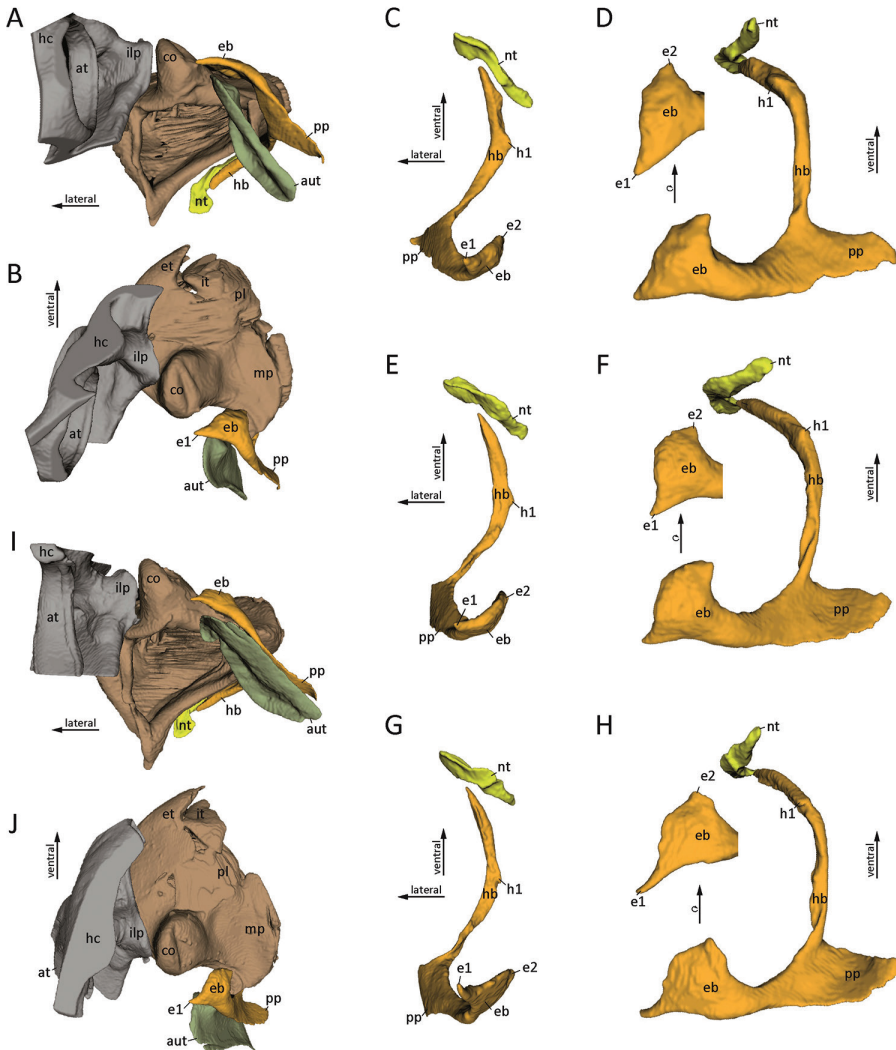 A
hc
at
ilp
co
eb
pp
aut
hb
nt
lateral
B
ventral
et
it
pl
hc
ilp
co
mp
at
e1
eb
aut
pp
I
hc
at
ilp
co
eb
pp
hb
nt
aut
lateral
J
ventral
et
it
pl
hc
ilp
co
mp
at
e1
eb
pp
aut
C
nt
ventral
lateral
hb
h1
pp
e1
e2
eb
E
nt
ventral
lateral
hb
h1
pp
e1
e2
eb
G
nt
ventral
lateral
hb
h1
pp
e1
e2
eb
D
e2
eb
e1
nt
h1
hb
ventral
eb
pp
F
e2
eb
e1
nt
h1
hb
ventral
eb
pp
H
e2
eb
e1
nt
h1
hb
ventral
eb
pp